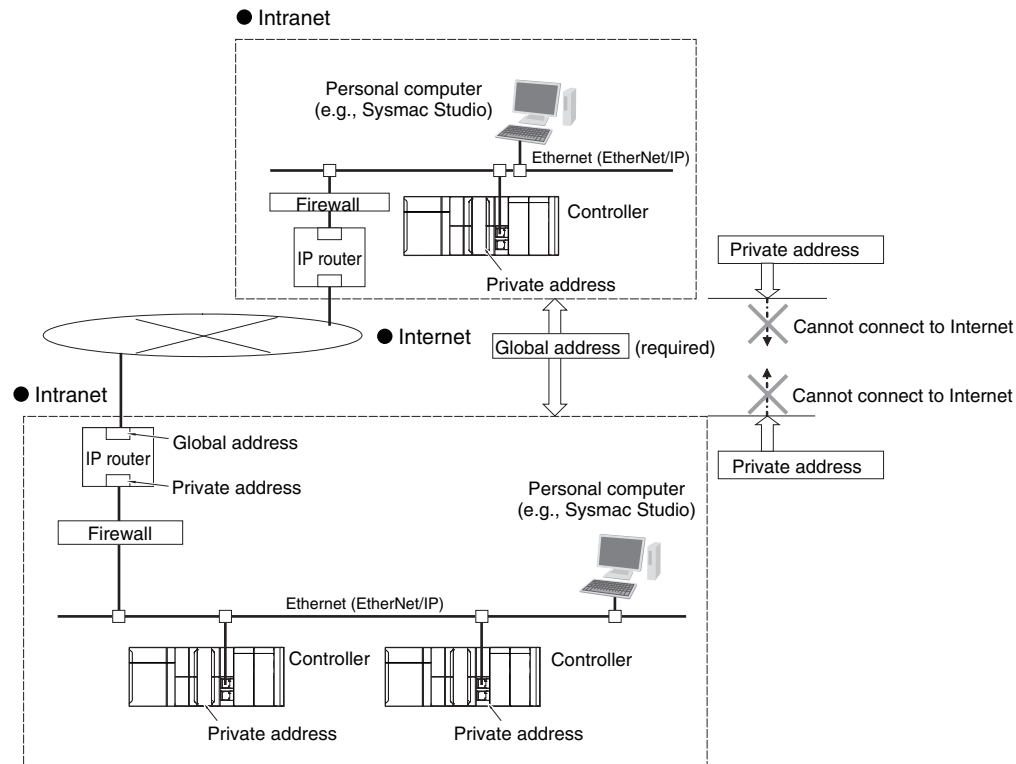 ● Intranet
Personal computer
(e.g., Sysmac Studio)
Ethernet (EtherNet/IP)
Firewall
Controller
IP router
Private address
Private address
Cannot connect to Internet
● Internet
Global address (required)
Cannot connect to Internet
Private address
● Intranet
Global address
IP router
Private address
Personal computer
(e.g., Sysmac Studio)
Firewall
Ethernet (EtherNet/IP)
Controller
Controller
Private address
Private address